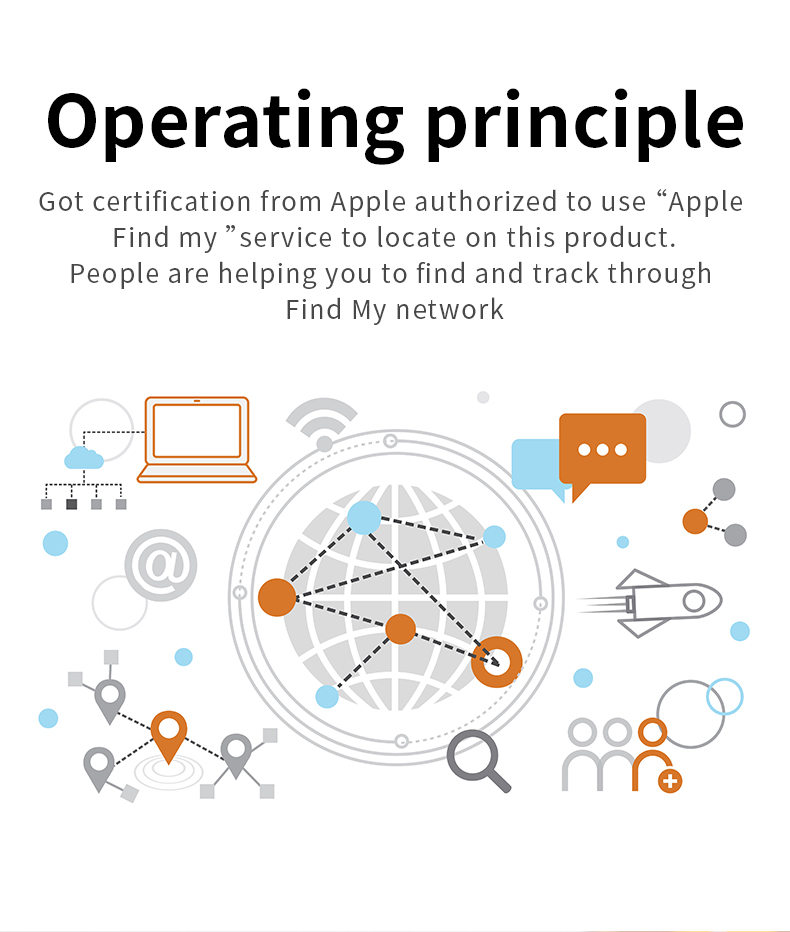 Operating principle
Got certification from Apple authorized to use “Apple
Find my ”service to locate on this product.
People are helping you to find and track through
Find My network
@